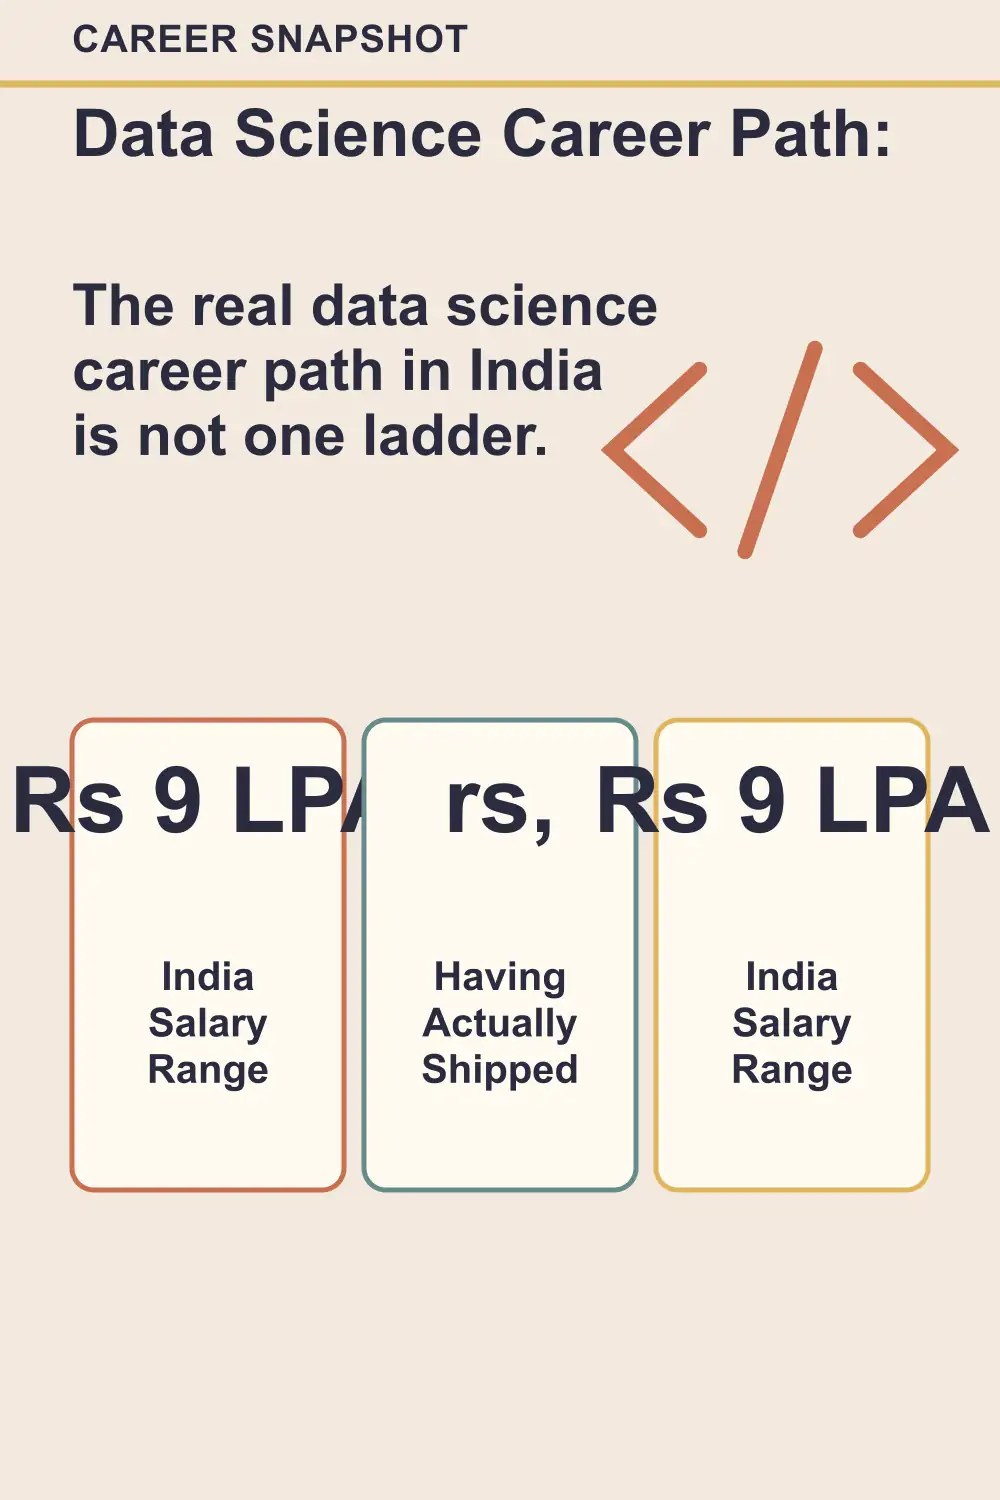 CAREER SNAPSHOT
Data Science Career Path:
The real data science
career path in India
is not one ladder.
Rs 9 LPA
rs,
Rs 9 LPA
India
Salary
Range
Having
Actually
Shipped
India
Salary
Range